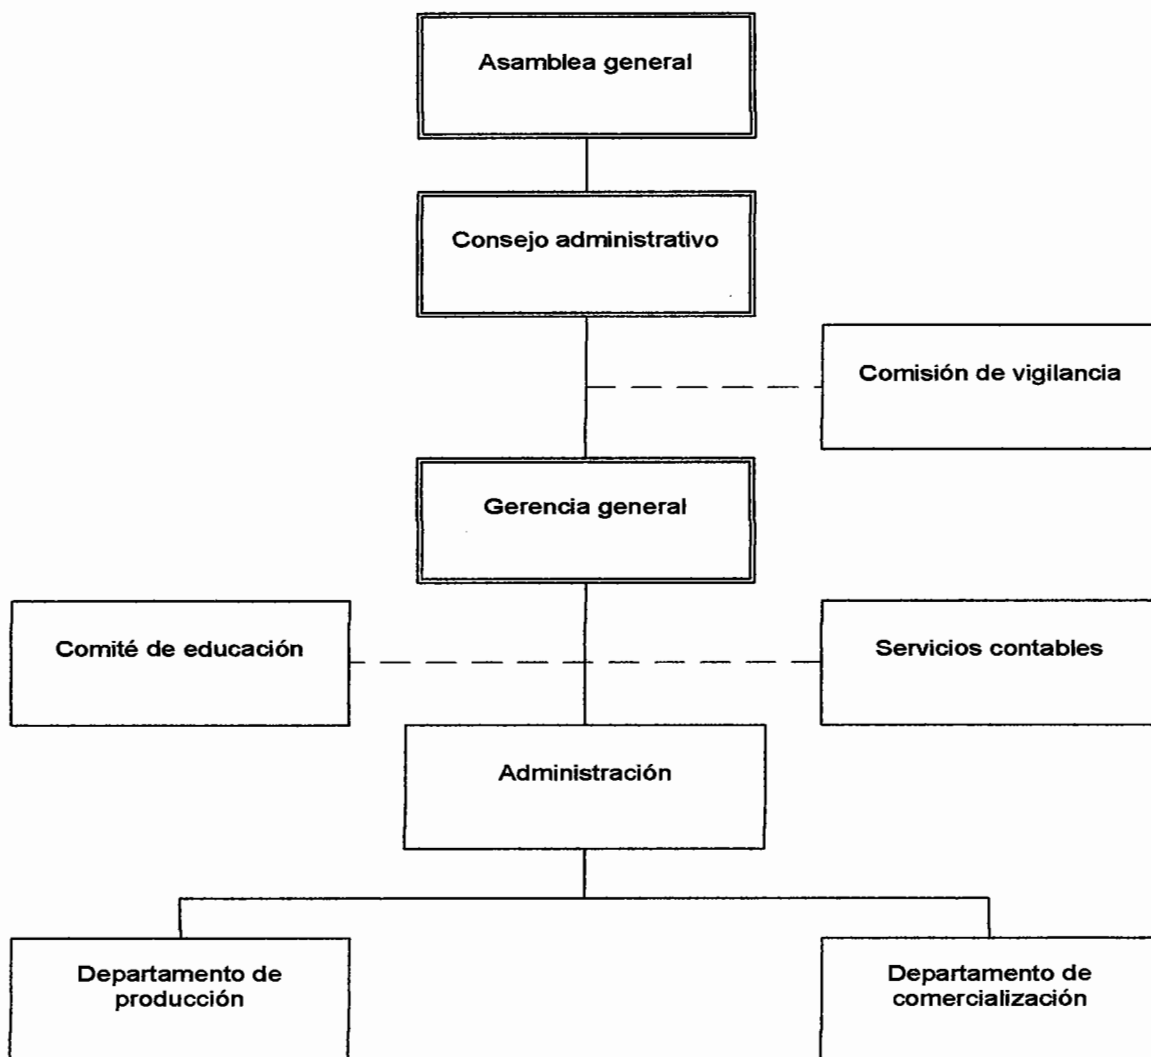 Asamblea general
Consejo administrativo
Comisión de vigilancia
Gerencia general
Comité de educación
Servicios contables
Administración
Departamento de
producción
Departamento de
comercialización